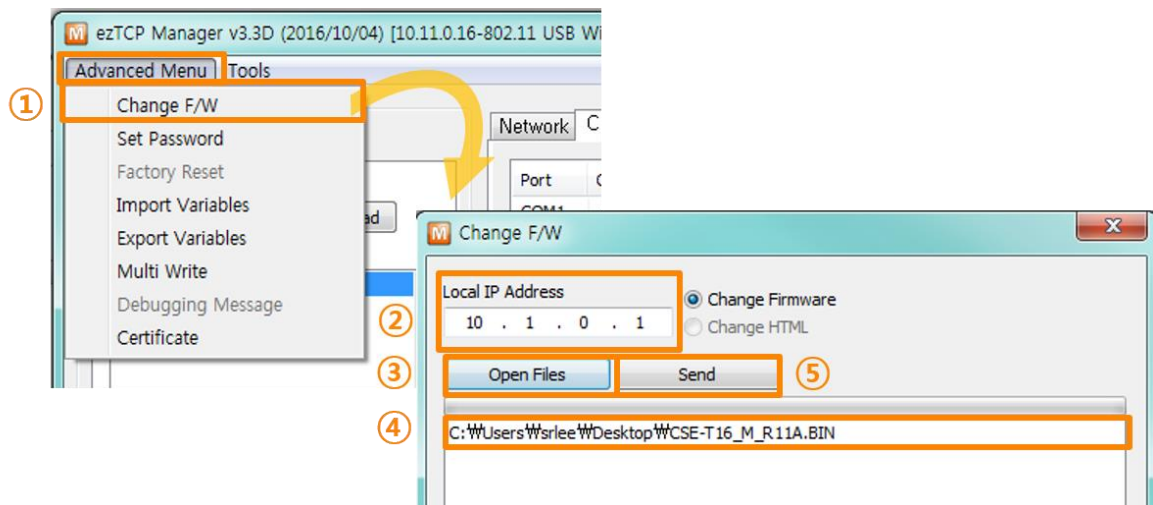 ezTCP Manager v3.3D (2016/10/04) [10.11.0.16-802.11 USB Wi
Advanced Menu Tools
①
Change F/W
Set Password
Factory Reset
Import Variables
Export Variables
Multi Write
Debugging Message
Certificate
Network C
Port
COM1
ad
Change F/W
Local IP Address
② 10 . 1 . 0 . 1
Change Firmware
Change HTML
③ Open Files Send ⑤
④ C:₩Users₩srlee₩Desktop₩CSE-T16_M_R11A.BIN